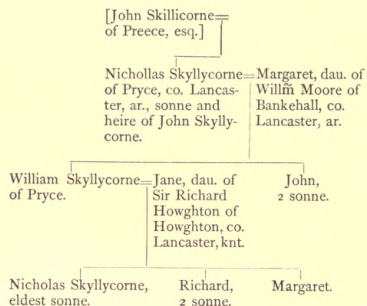 [John Skillicorne
of Preece, esq.]
Nichollas Skyllycorne
of Pryce, co. Lancas-
ter, ar., sonne and
heire of John Skylly-
corne.
Margaret, dau. of
Willm̃ Moore of
Bankehall, co.
Lancaster, ar.
William Skyllycorne
of Pryce.
Jane, dau. of
Sir Richard
Howghton of
Howghton, co.
Lancaster, knt.
John,
2 sonne.
Nicholas Skyllycorne,
eldest sonne.
Richard,
2 sonne.
Margaret.